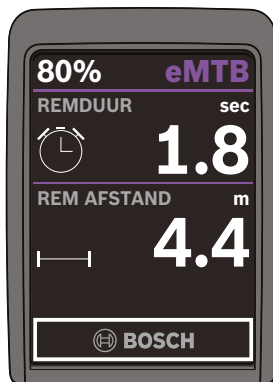 80% eMTB
REMDUUR sec
1.8
REM AFSTAND m
4.4
BOSCH